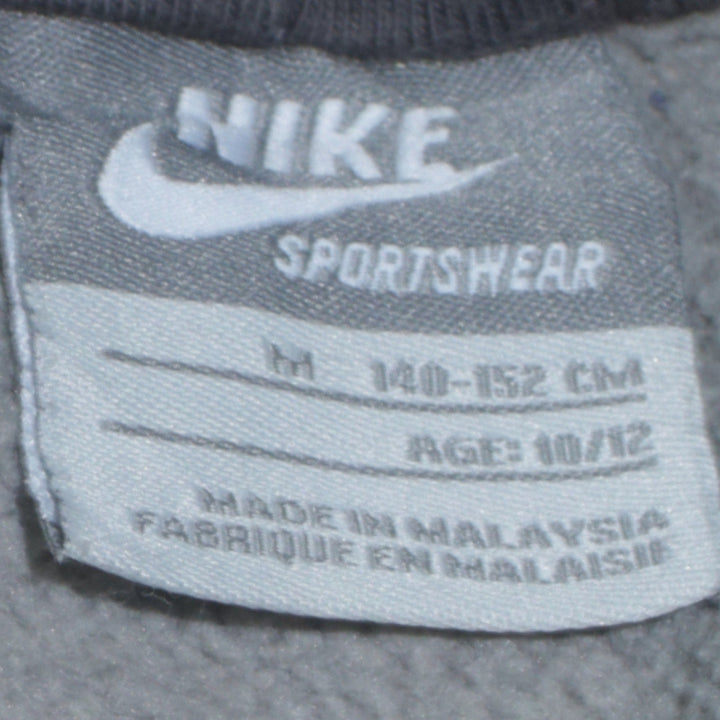 NIKE
SPORTSWEAR
M 140-152 CM
AGE: 10/12
MADE IN MALAYSIA
FABRIQUE EN MALAISIE